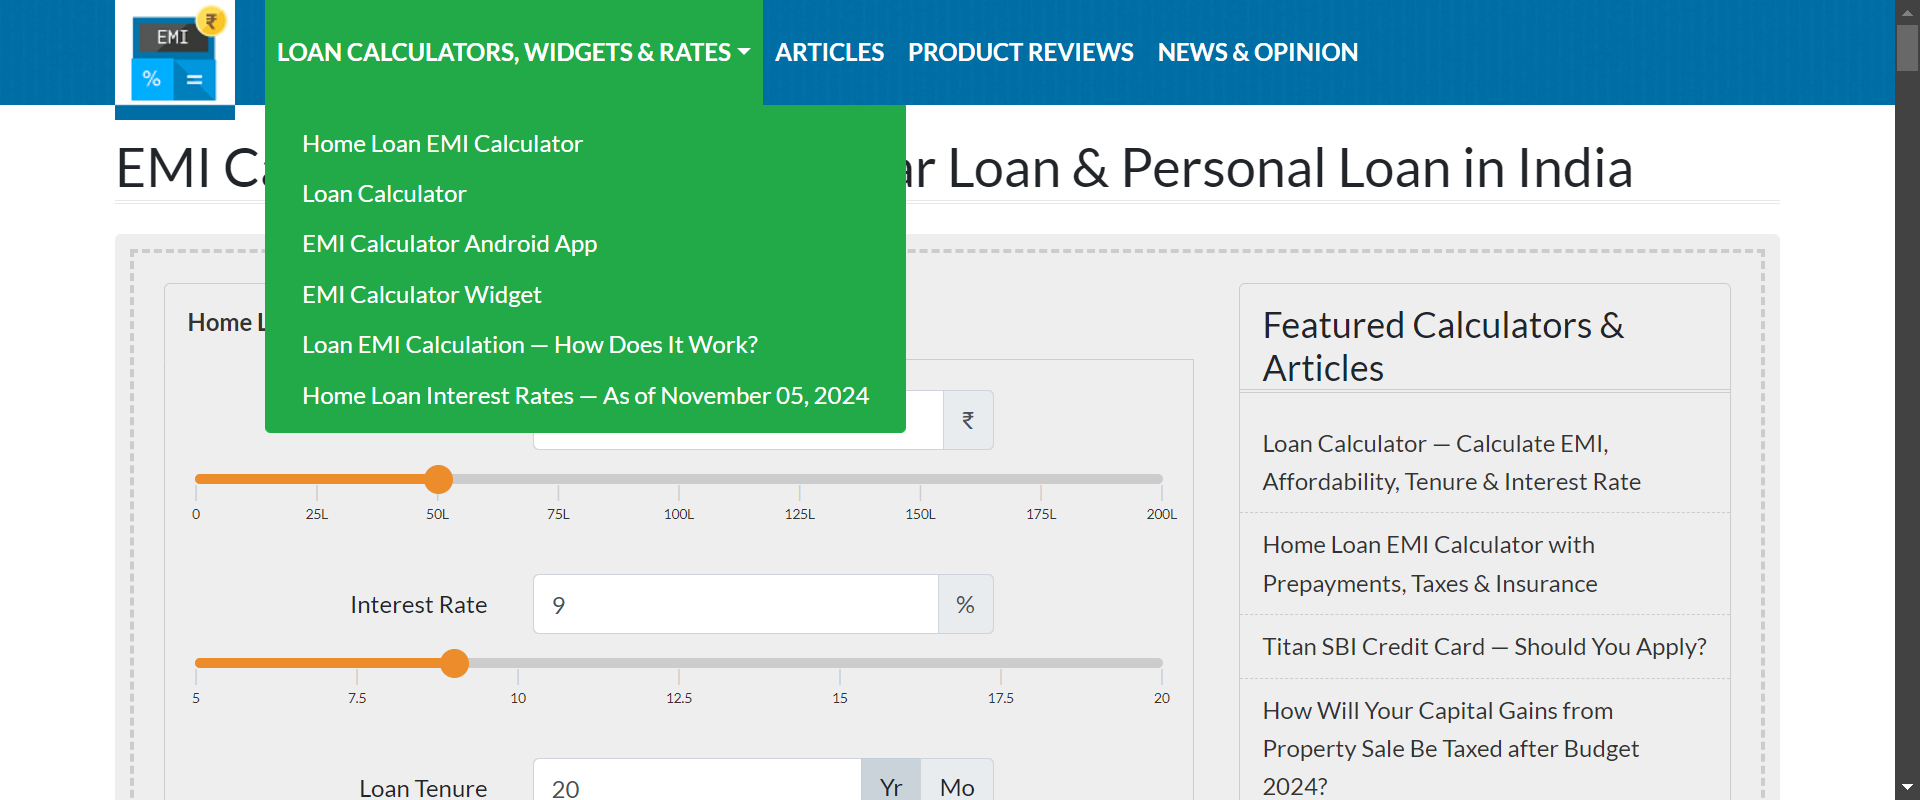 EMI
₹
%
=
LOAN CALCULATORS, WIDGETS & RATES
ARTICLES
PRODUCT REVIEWS
NEWS & OPINION
Home Loan EMI Calculator
Loan Calculator
EMI Calculator Android App
EMI Calculator Widget
Loan EMI Calculation — How Does It Work?
Home Loan Interest Rates — As of November 05, 2024
EMI
ar Loan & Personal Loan in India
Home
₹
0 25L 50L 75L 100L 125L 150L 175L 200L
Interest Rate 9 %
5 7.5 10 12.5 15 17.5 20
Loan Tenure 20 Yr Mo
Featured Calculators &
Articles
Loan Calculator — Calculate EMI,
Affordability, Tenure & Interest Rate
Home Loan EMI Calculator with
Prepayments, Taxes & Insurance
Titan SBI Credit Card — Should You Apply?
How Will Your Capital Gains from
Property Sale Be Taxed after Budget
2024?